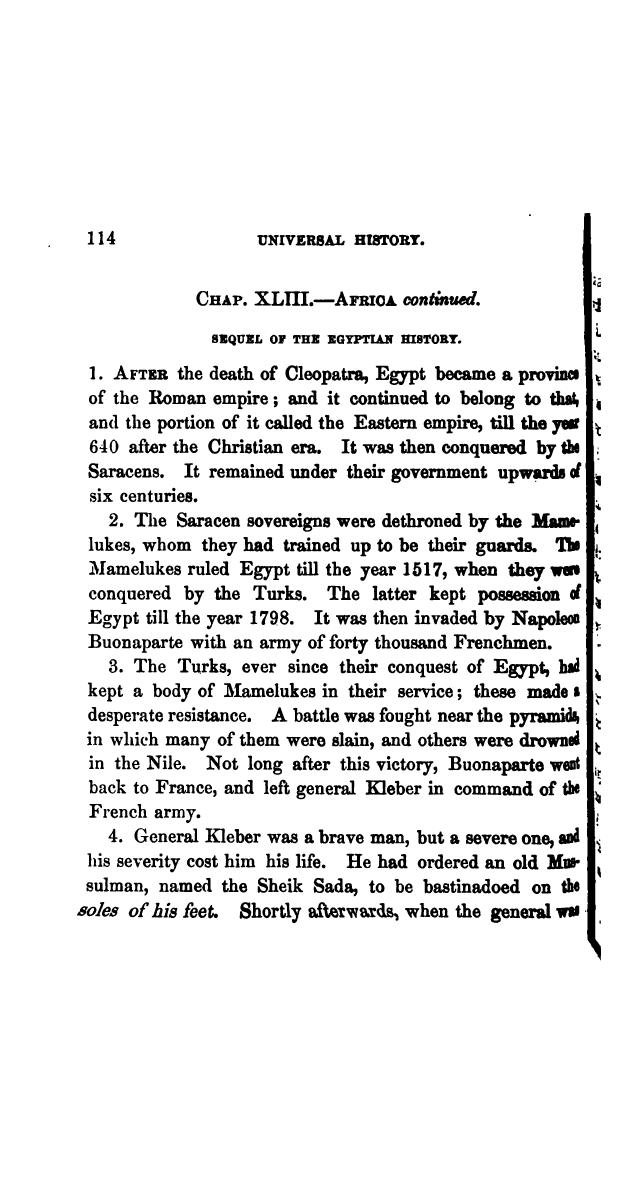 114 UNIVERSAL HISTORY.
CHAP. XLIII.—AFRICA continued.
SEQUEL OF THE EGYPTIAN HISTORY.
1. AFTER the death of Cleopatra, Egypt became a province
of the Roman empire; and it continued to belong to that,
and the portion of it called the Eastern empire, till the year
640 after the Christian era. It was then conquered by the
Saracens. It remained under their government upwards of
six centuries.
2. The Saracen sovereigns were dethroned by the Mame-
lukes, whom they had trained up to be their guards. The
Mamelukes ruled Egypt till the year 1517, when they were
conquered by the Turks. The latter kept possession of
Egypt till the year 1798. It was then invaded by Napoleon
Buonaparte with an army of forty thousand Frenchmen.
3. The Turks, ever since their conquest of Egypt, had
kept a body of Mamelukes in their service; these made a
desperate resistance. A battle was fought near the pyramids,
in which many of them were slain, and others were drowned
in the Nile. Not long after this victory, Buonaparte went
back to France, and left general Kleber in command of the
French army.
4. General Kleber was a brave man, but a severe one, and
his severity cost him his life. He had ordered an old Mus-
sulman, named the Sheik Sada, to be bastinadoed on the
soles of his feet. Shortly afterwards, when the general was